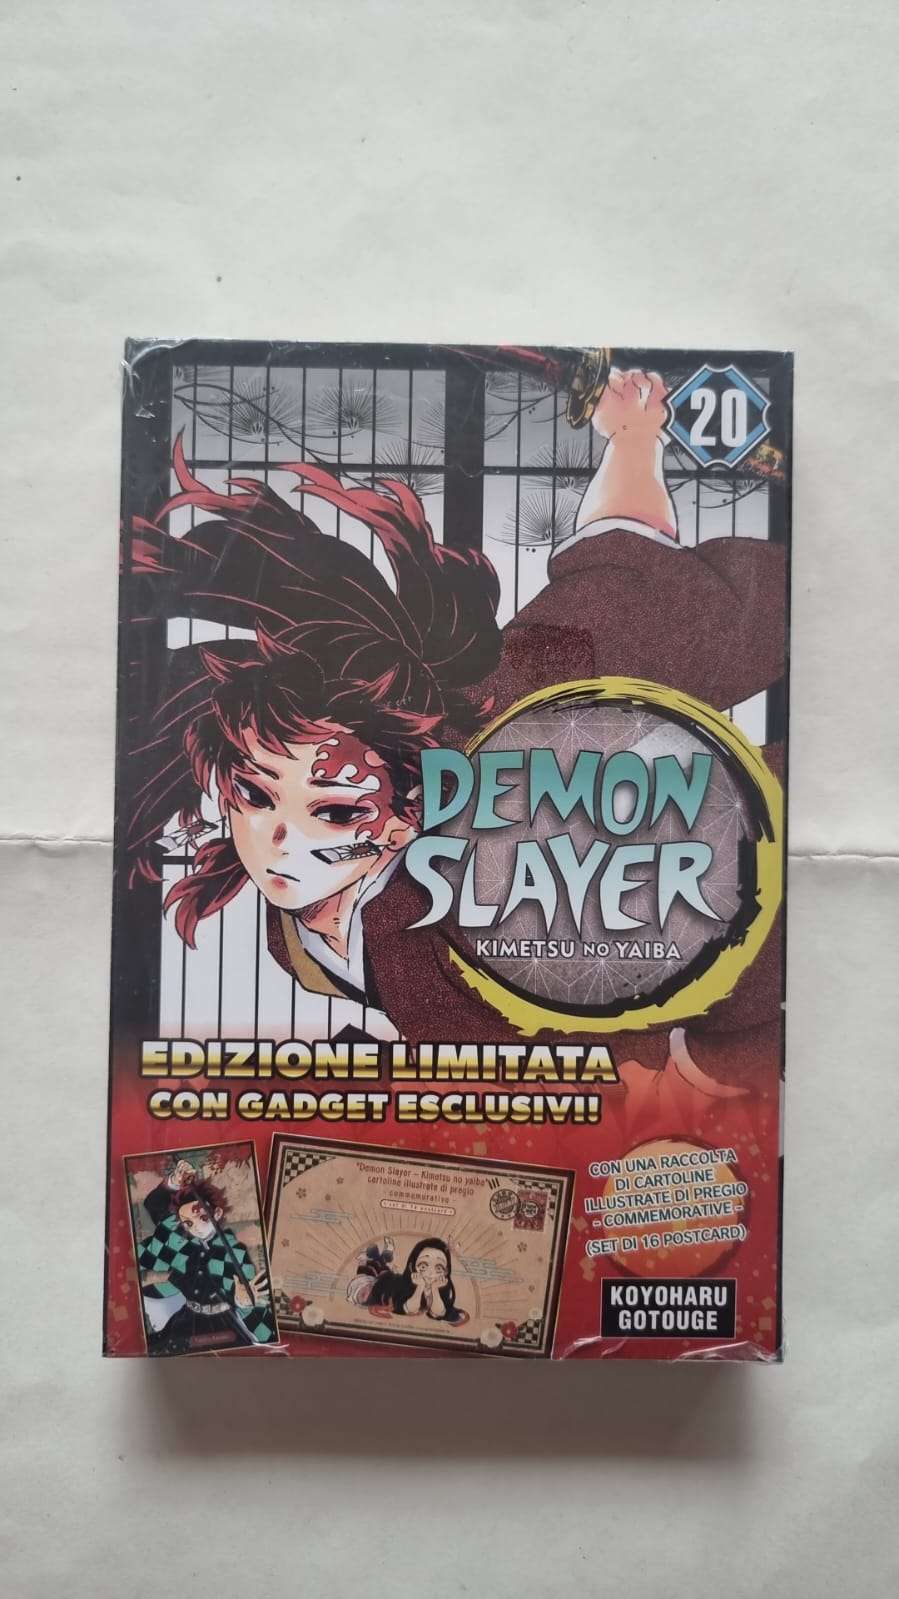 20
DEMON
SLAYER
KIMETSU NO YAIBA
EDIZIONE LIMITATA
CON GADGET ESCLUSIVI!
"Demon Slayer – Kimetsu no yaiba"
cartoline illustrate di pregio
- commemorative -
CON UNA RACCOLTA
DI CARTOLINE
ILLUSTRATE DI PREGIO
- COMMEMORATIVE -
(SET DI 16 POSTCARD)
KOYOHARU
GOTOUGE